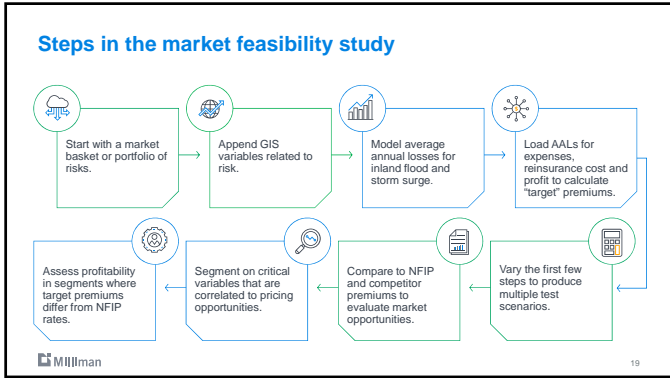 Steps in the market feasibility study
Start with a market
basket or portfolio of
risks.
Append GIS
variables related to
risk.
Model average
annual losses for
inland flood and
storm surge.
Load AALs for
expenses,
reinsurance cost and
profit to calculate
“target” premiums.
Vary the first few
steps to produce
multiple test
scenarios.
Compare to NFIP
and competitor
premiums to
evaluate market
opportunities.
Segment on critical
variables that are
correlated to pricing
opportunities.
Assess profitability
in segments where
target premiums
differ from NFIP
rates.
Milliman
19